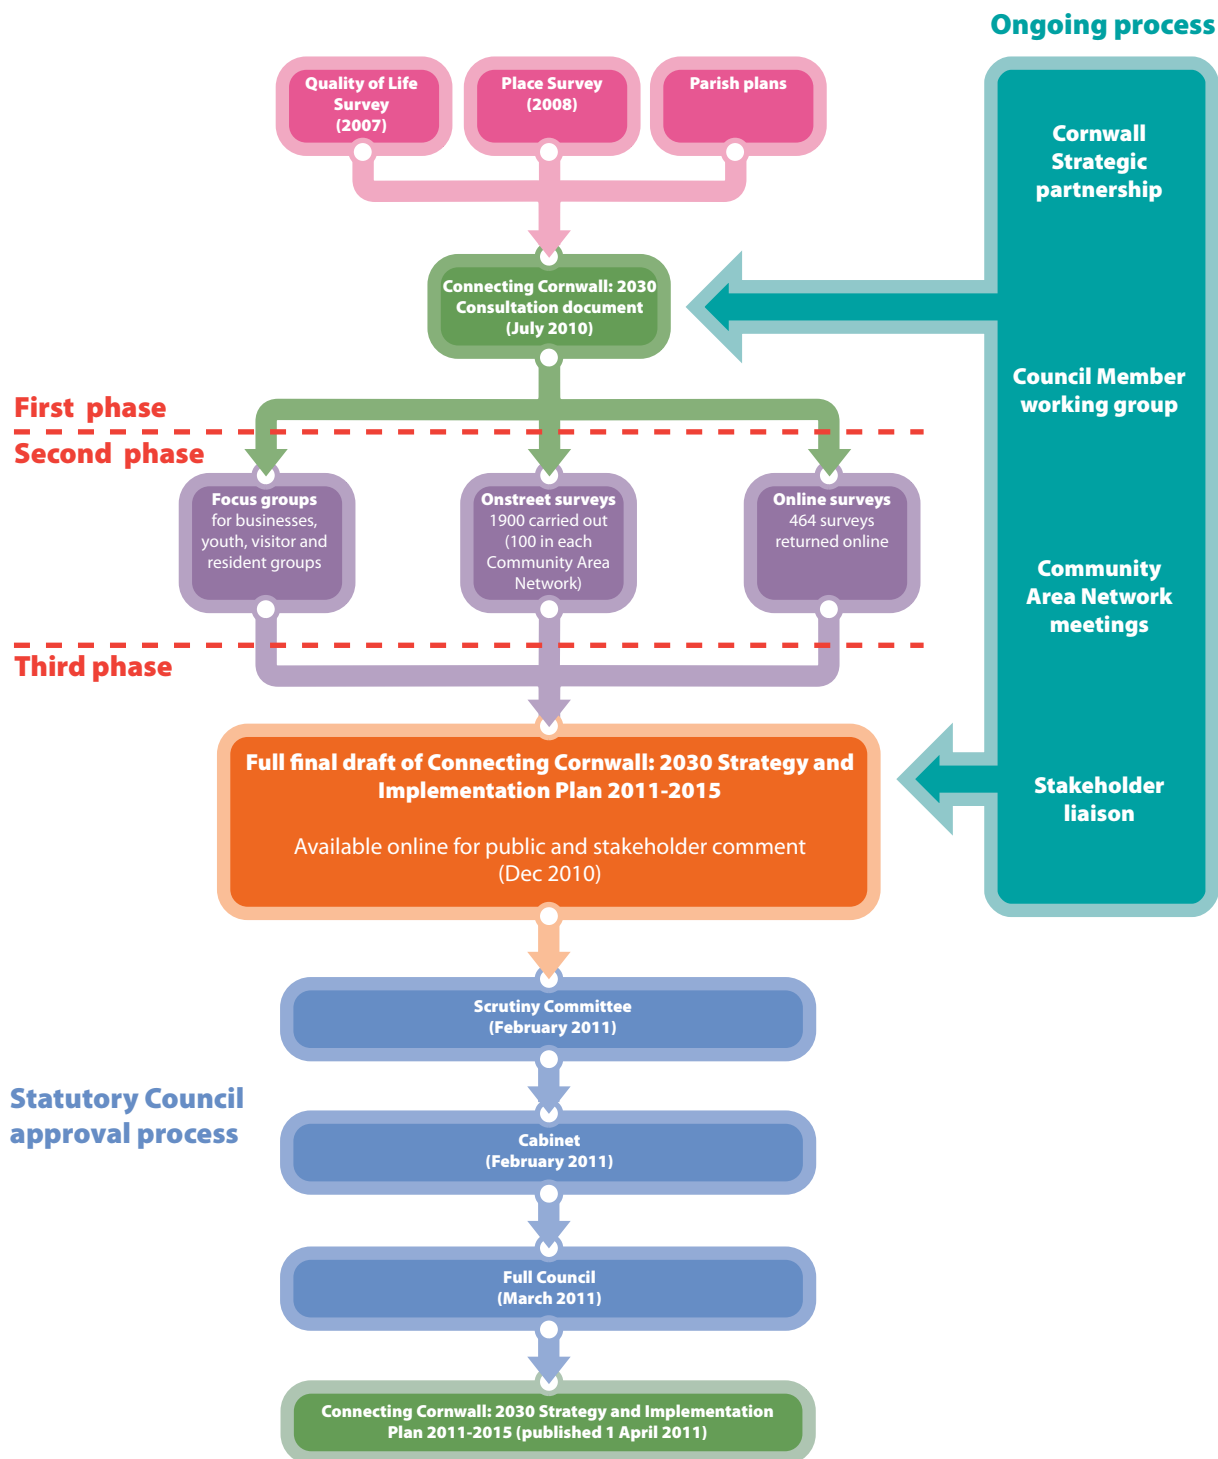 Ongoing process
Quality of Life
Survey
(2007)
Place Survey
(2008)
Parish plans
Cornwall
Strategic
partnership
Connecting Cornwall: 2030
Consultation document
(July 2010)
Council Member
working group
First phase
Second phase
Focus groups
for businesses,
youth, visitor and
resident groups
Onstreet surveys
1900 carried out
(100 in each
Community Area
Network)
Online surveys
464 surveys
returned online
Community
Area Network
meetings
Third phase
Full final draft of Connecting Cornwall: 2030 Strategy and
Implementation Plan 2011-2015
Available online for public and stakeholder comment
(Dec 2010)
Stakeholder
liaison
Scrutiny Committee
(February 2011)
Statutory Council
approval process
Cabinet
(February 2011)
Full Council
(March 2011)
Connecting Cornwall: 2030 Strategy and Implementation
Plan 2011-2015 (published 1 April 2011)